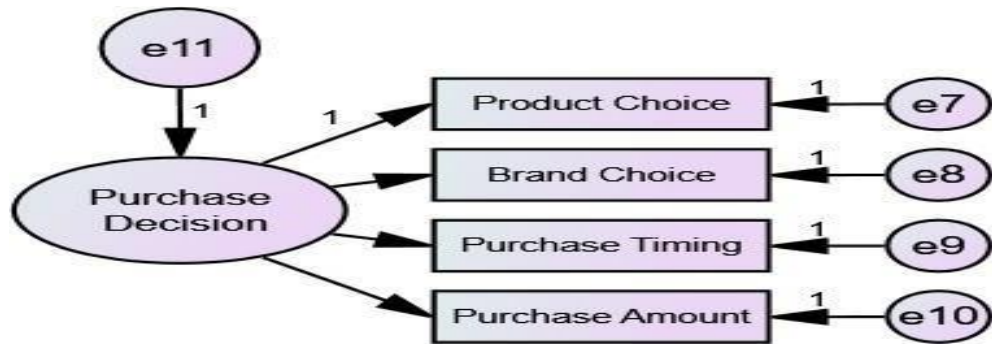 e11
1
1
Product Choice
1
e7
Brand Choice
1
e8
Purchase
Decision
Purchase Timing
1
e9
Purchase Amount
1
e10